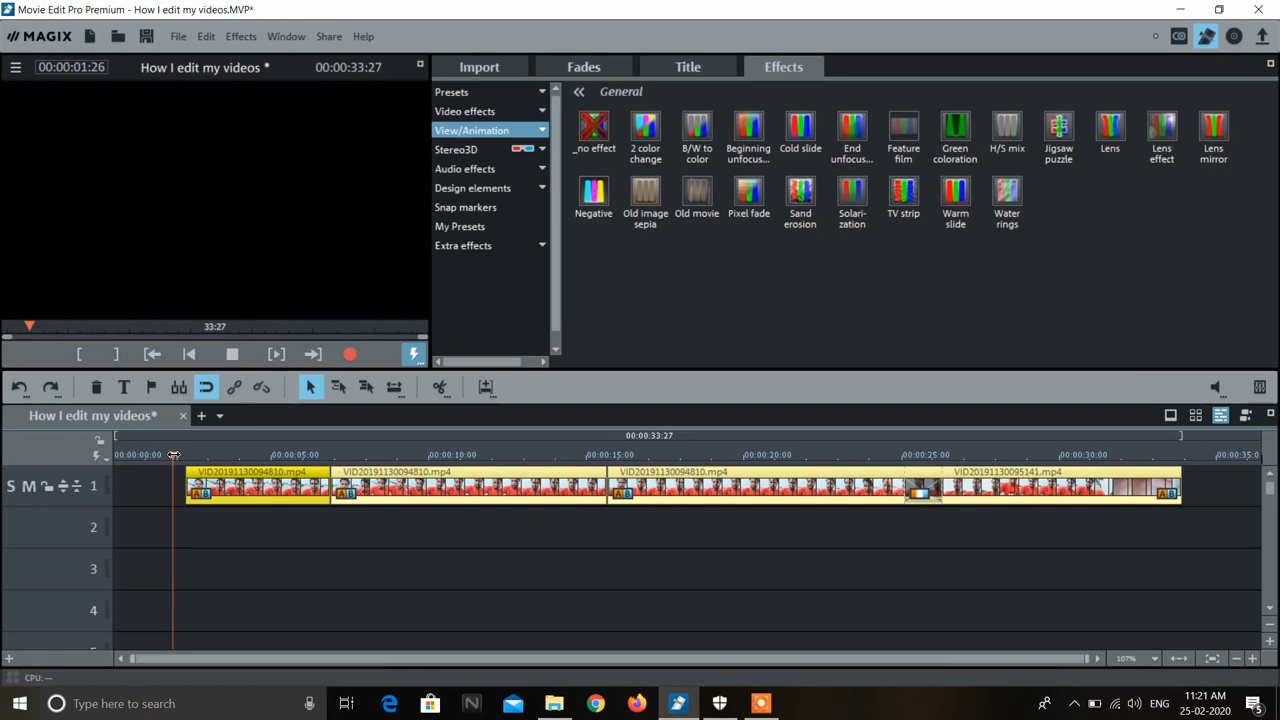 Movie Edit Pro Premium - How I edit my videos.MVP*
MAGIX File Edit Effects Window Share Help
00:00:01:26 How I edit my videos * 00:00:33:27
Import Fades Title Effects
Presets
Video effects
View/Animation
Stereo3D
Audio effects
Design elements
Snap markers
My Presets
Extra effects
General
_no effect
2 color change
B/W to color
Beginning unfocus...
Cold slide
End unfocus...
Feature film
Green coloration
H/S mix
Jigsaw puzzle
Lens
Lens effect
Lens mirror
Negative
Old image sepia
Old movie
Pixel fade
Sand erosion
Solari-zation
TV strip
Warm slide
Water rings
33:27
How I edit my videos*
00:00:33:27
00:00:00:00 00:00:05:00 00:00:10:00 00:00:15:00 00:00:20:00 00:00:25:00 00:00:30:00 00:00:35:0
VID20191130094810.mp4 VID20191130094810.mp4 VID20191130094810.mp4 VID20191130095141.mp4
S M 1
2
3
4
107%
CPU: —
Type here to search
ENG
11:21 AM
25-02-2020
5